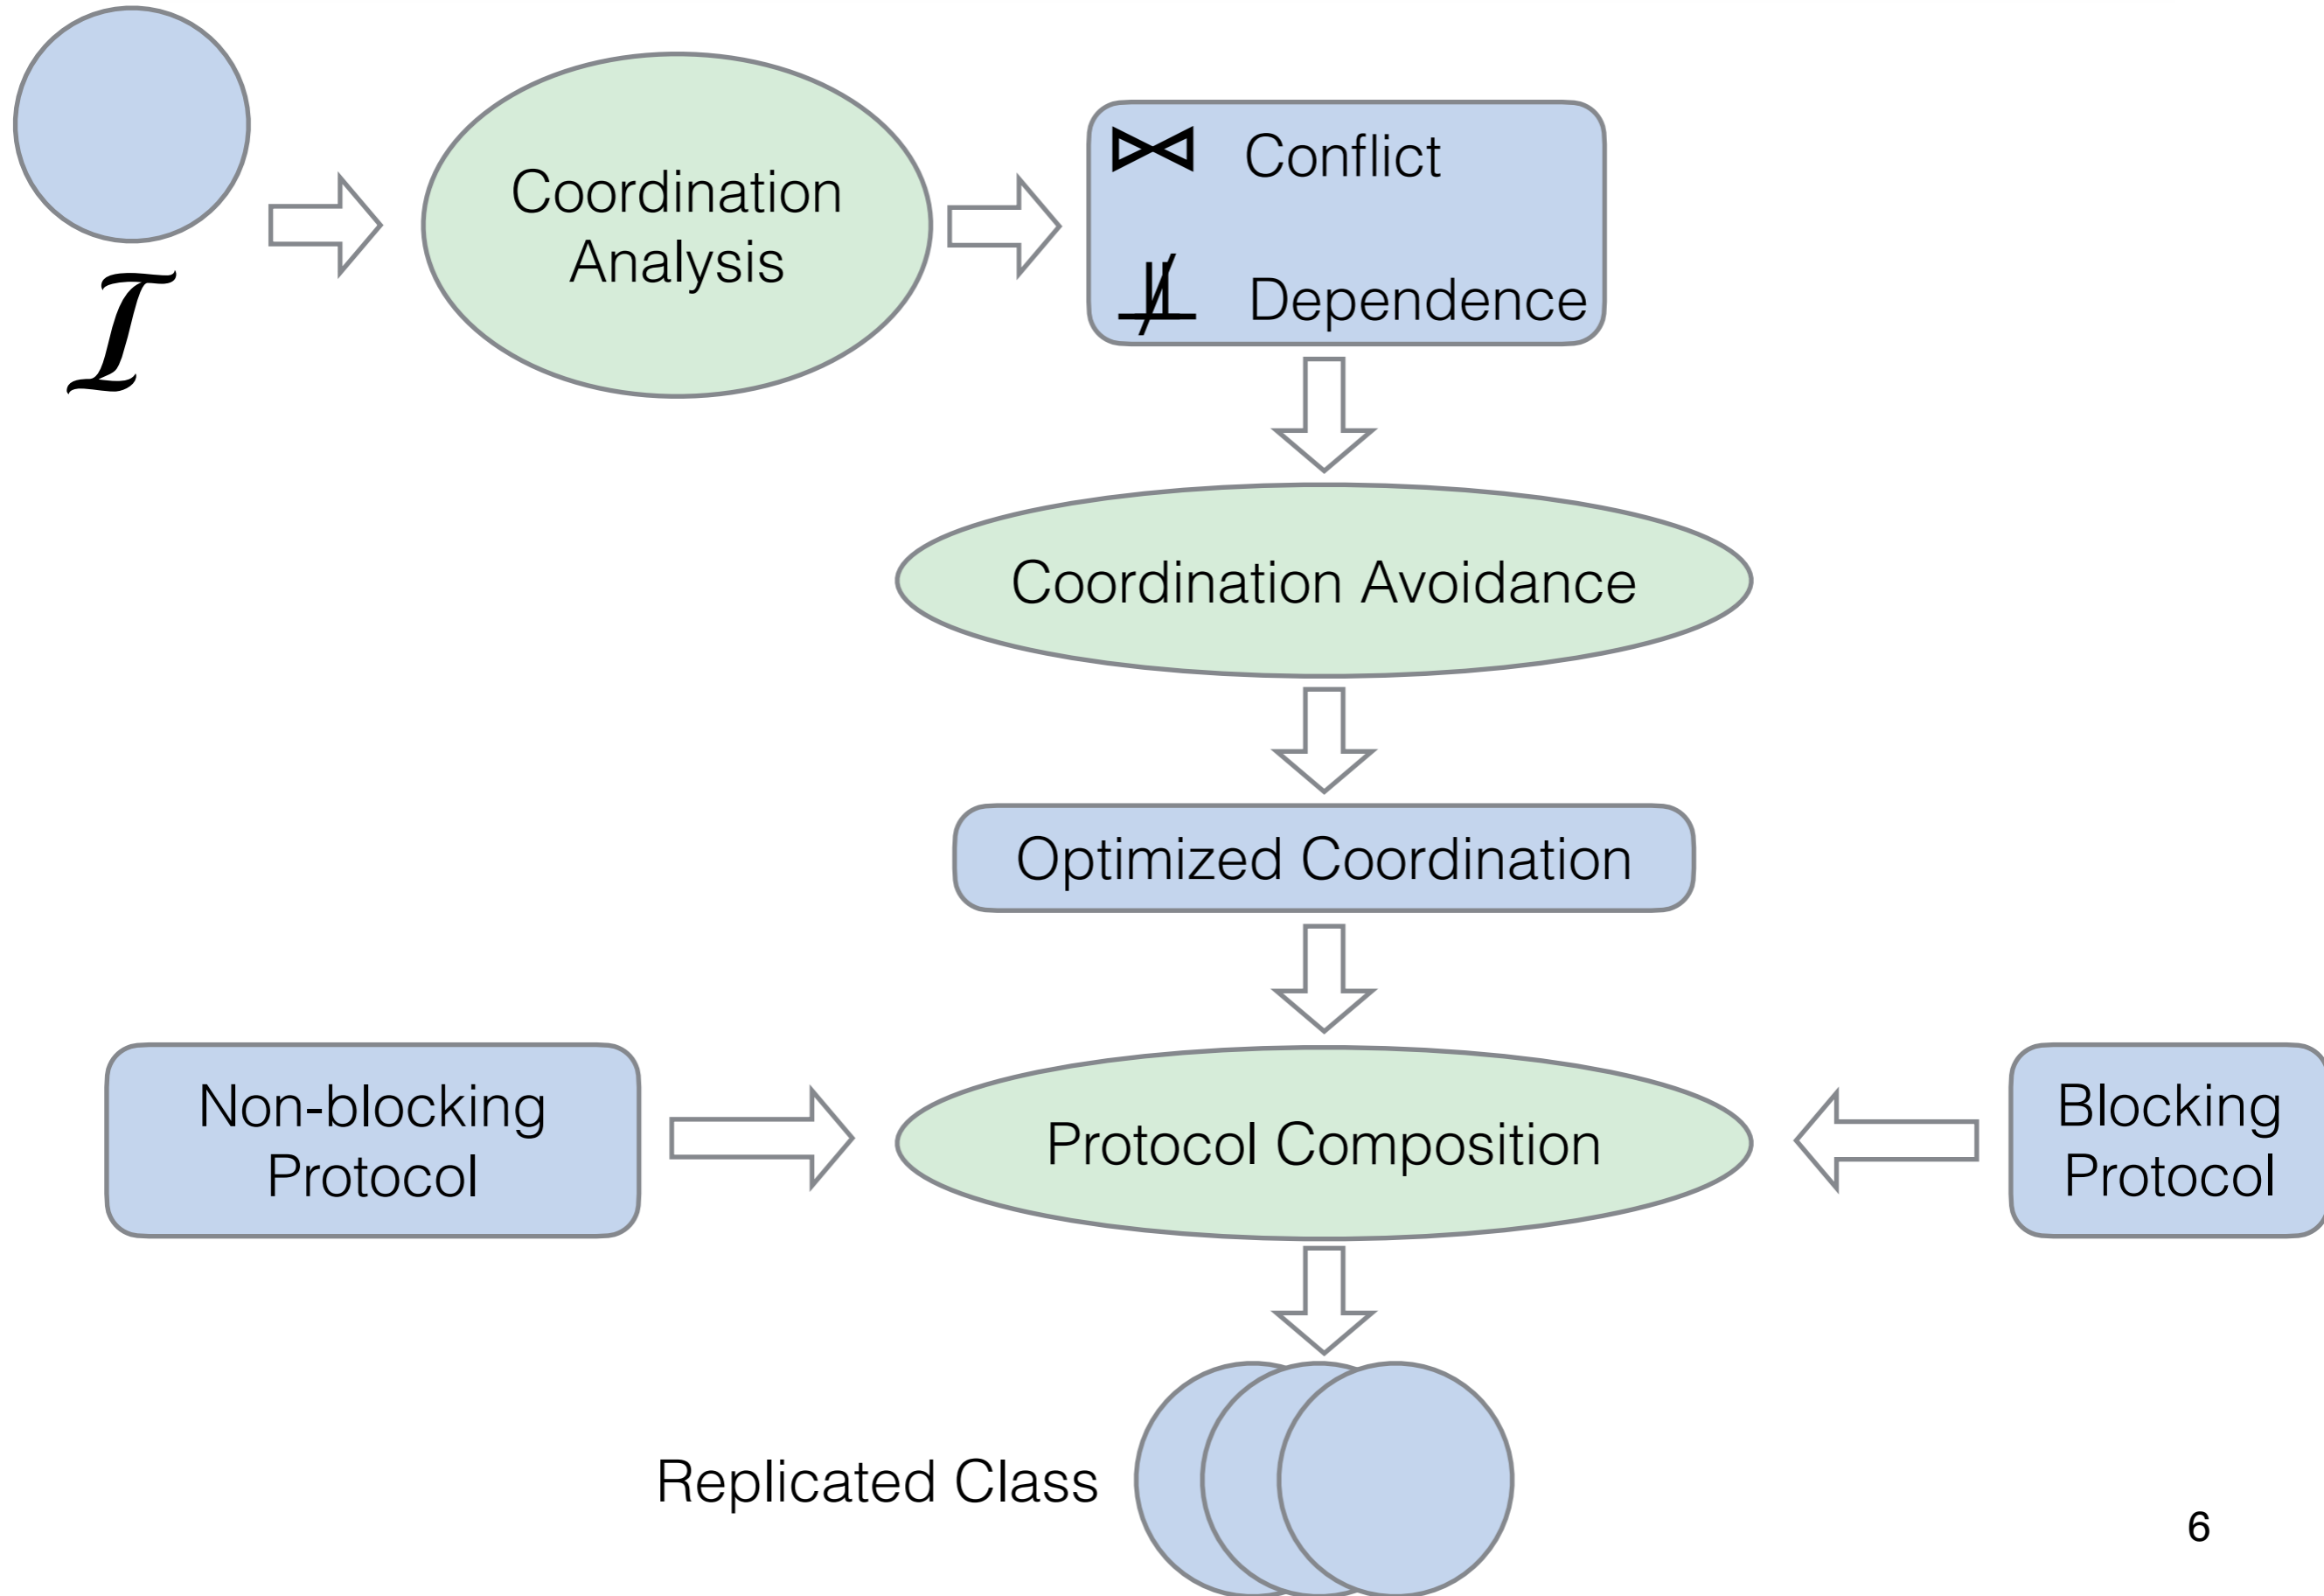 𝓘
Coordination
Analysis
⋈ Conflict
⊥̸⊥ Dependence
Coordination Avoidance
Optimized Coordination
Non-blocking
Protocol
Protocol Composition
Blocking
Protocol
Replicated Class
6